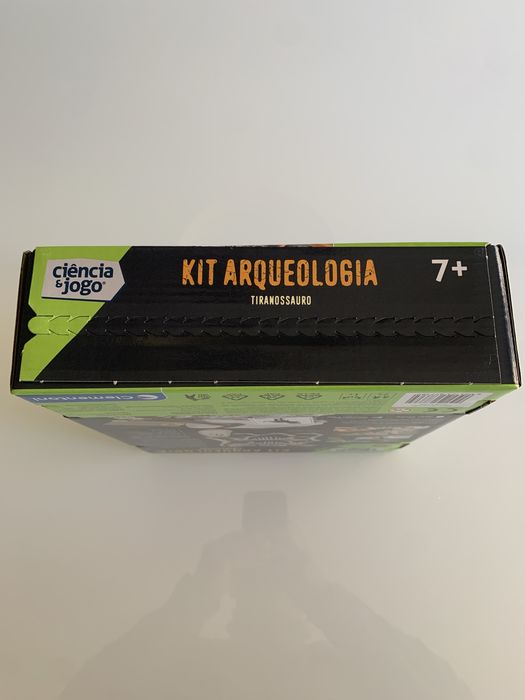 ciência
& jogo
KIT ARQUEOLOGIA
TIRANOSSAURO
7+
Clementoni